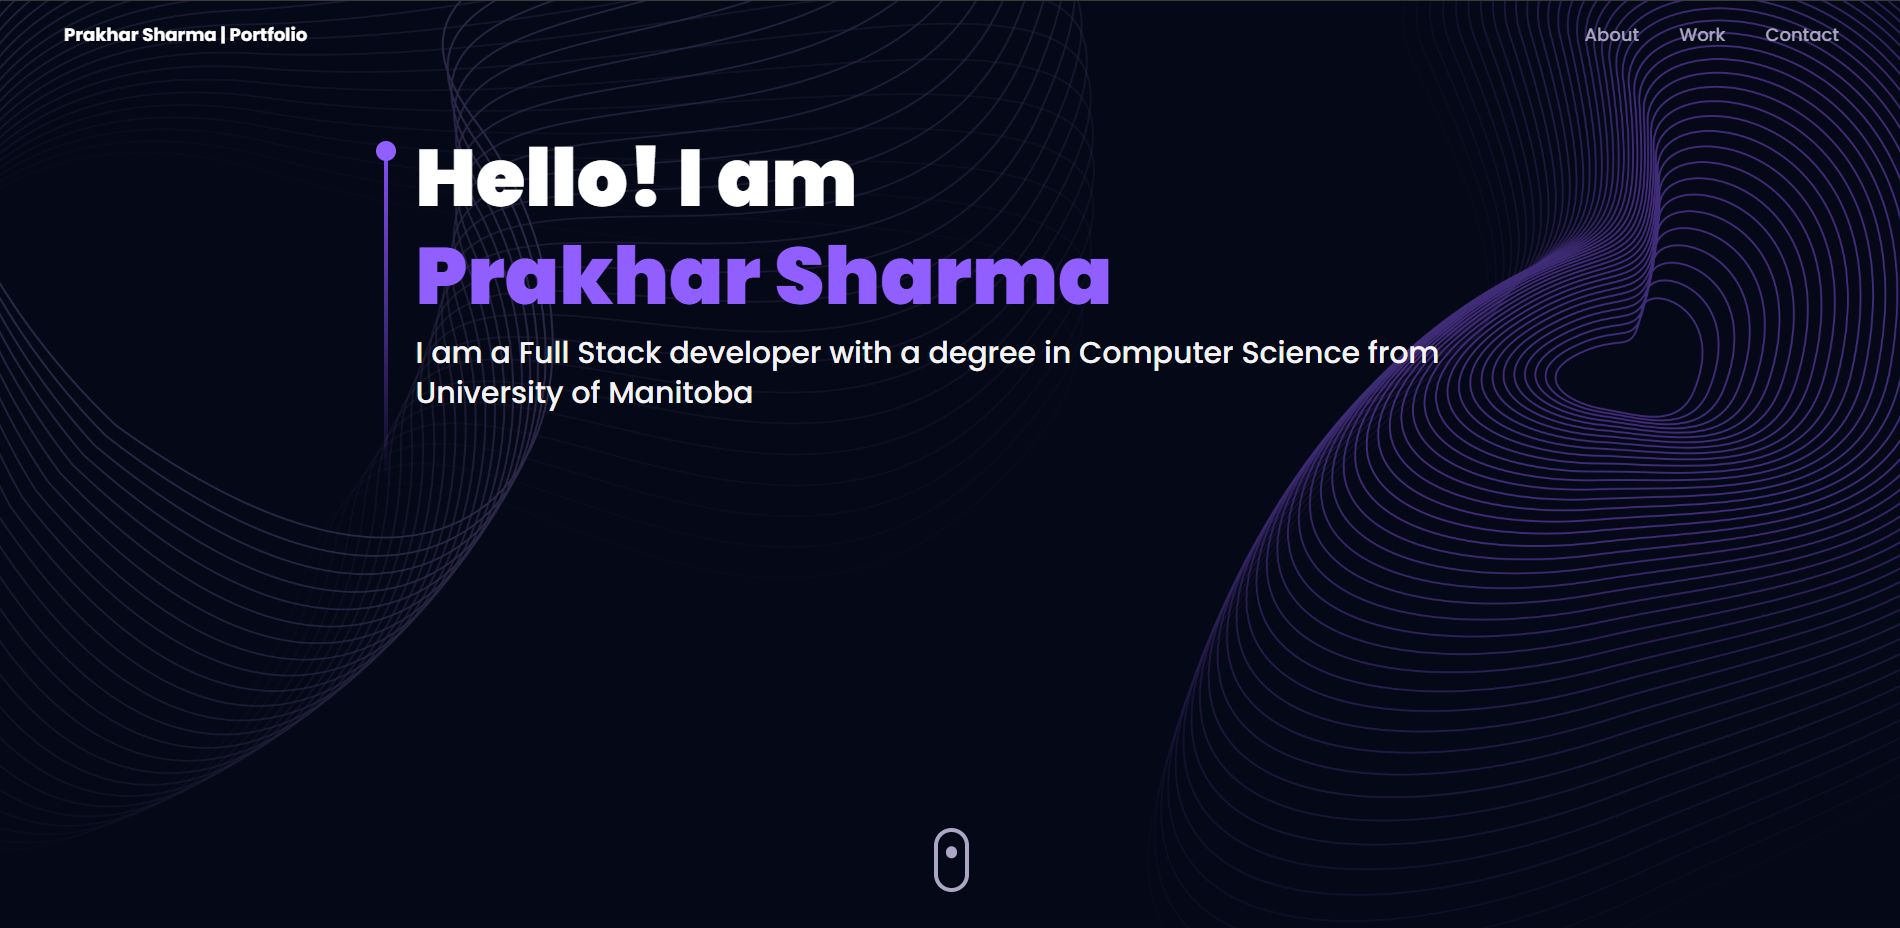 Prakhar Sharma | Portfolio
About Work Contact
Hello! I am
Prakhar Sharma
I am a Full Stack developer with a degree in Computer Science from
University of Manitoba